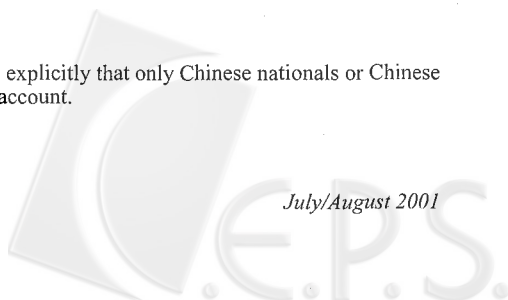 explicitly that only Chinese nationals or Chinese
account.
July/August 2001
C.E.P.S.